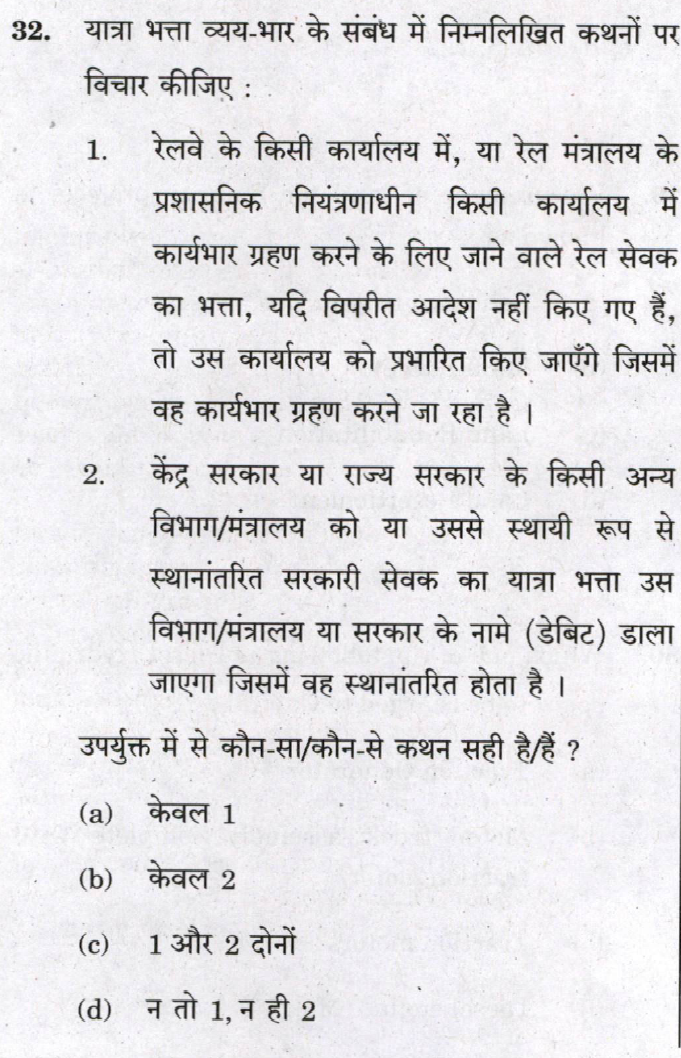 32. यात्रा भत्ता व्यय-भार के संबंध में निम्नलिखित कथनों पर
विचार कीजिए :
1. रेलवे के किसी कार्यालय में, या रेल मंत्रालय के
प्रशासनिक नियंत्रणाधीन किसी कार्यालय में
कार्यभार ग्रहण करने के लिए जाने वाले रेल सेवक
का भत्ता, यदि विपरीत आदेश नहीं किए गए हैं,
तो उस कार्यालय को प्रभारित किए जाएँगे जिसमें
वह कार्यभार ग्रहण करने जा रहा है ।
2. केंद्र सरकार या राज्य सरकार के किसी अन्य
विभाग/मंत्रालय को या उससे स्थायी रूप से
स्थानांतरित सरकारी सेवक का यात्रा भत्ता उस
विभाग/मंत्रालय या सरकार के नामे (डेबिट) डाला
जाएगा जिसमें वह स्थानांतरित होता है ।
उपर्युक्त में से कौन-सा/कौन-से कथन सही है/हैं ?
(a) केवल 1
(b) केवल 2
(c) 1 और 2 दोनों
(d) न तो 1, न ही 2